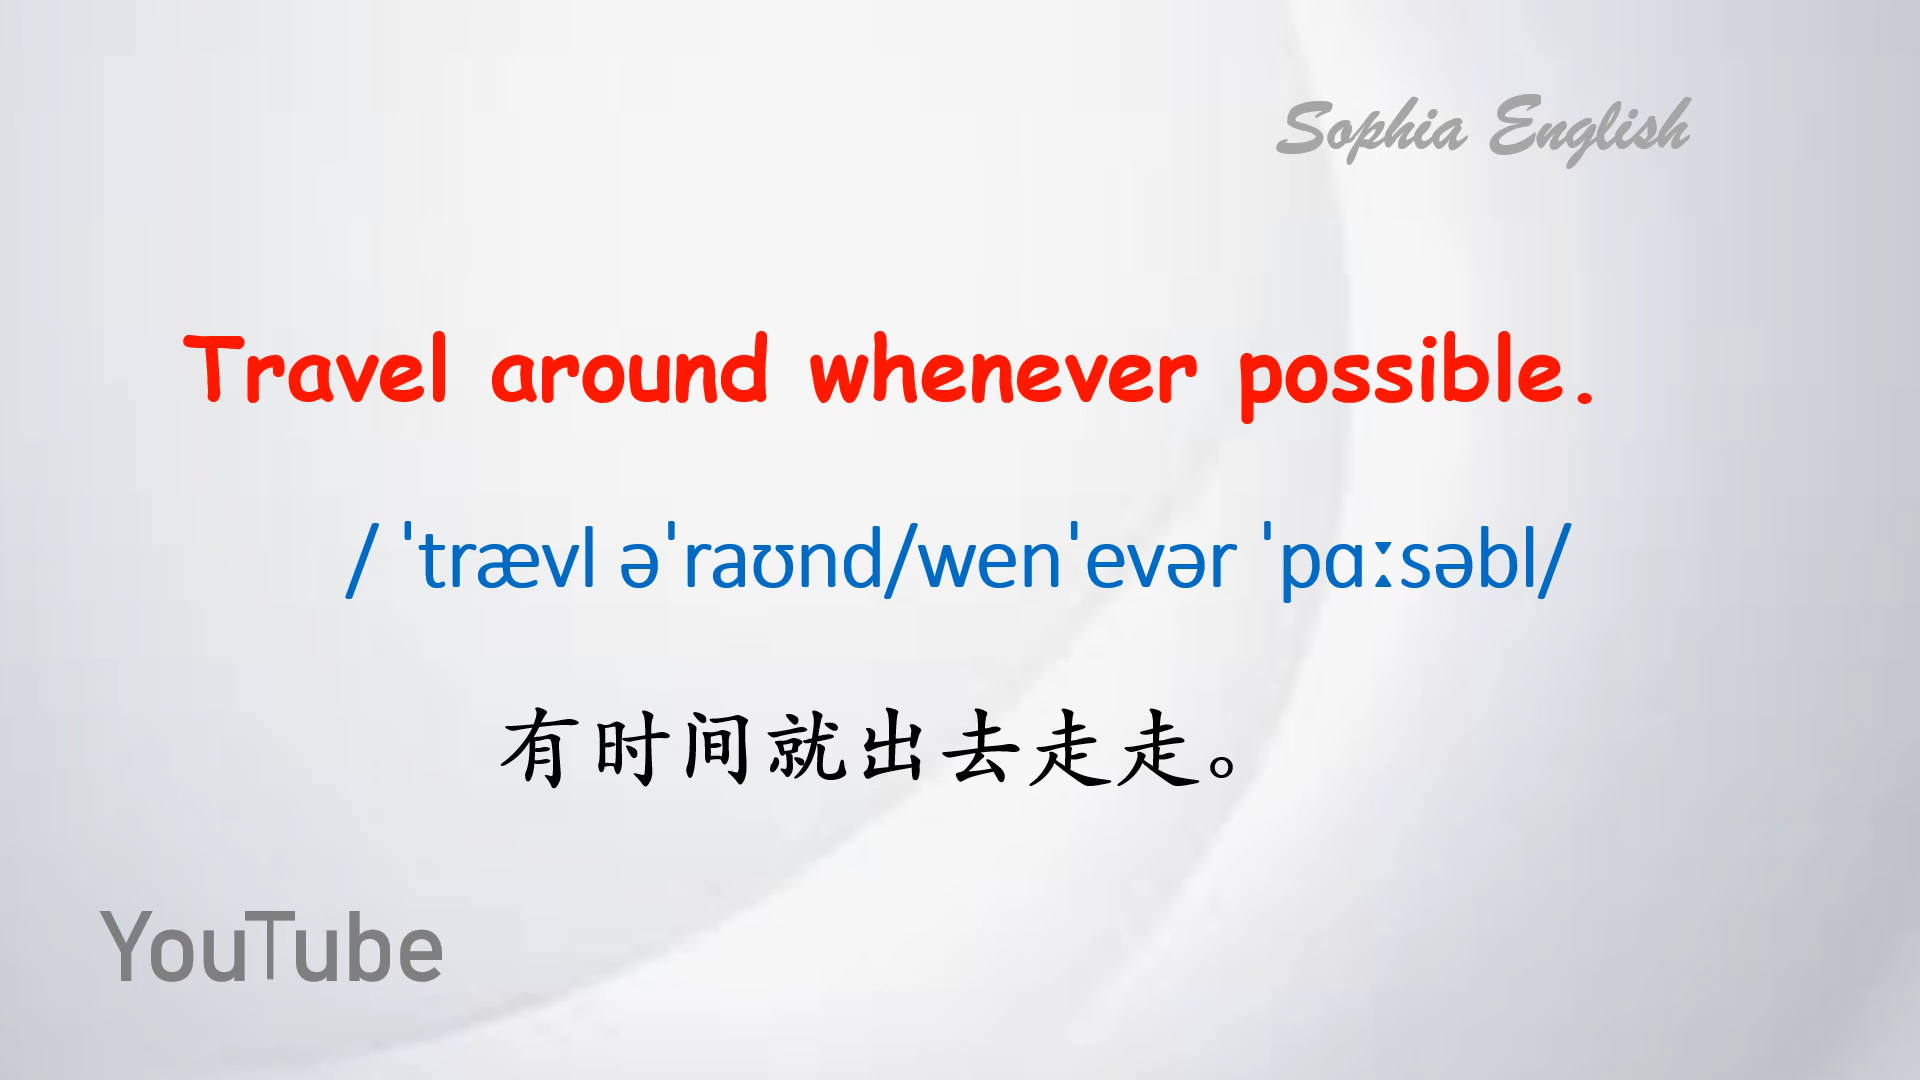 Sophia English
Travel around whenever possible.
/ ˈtrævl əˈraʊnd/wenˈevər ˈpɑːsəbl/
有时间就出去走走。
YouTube